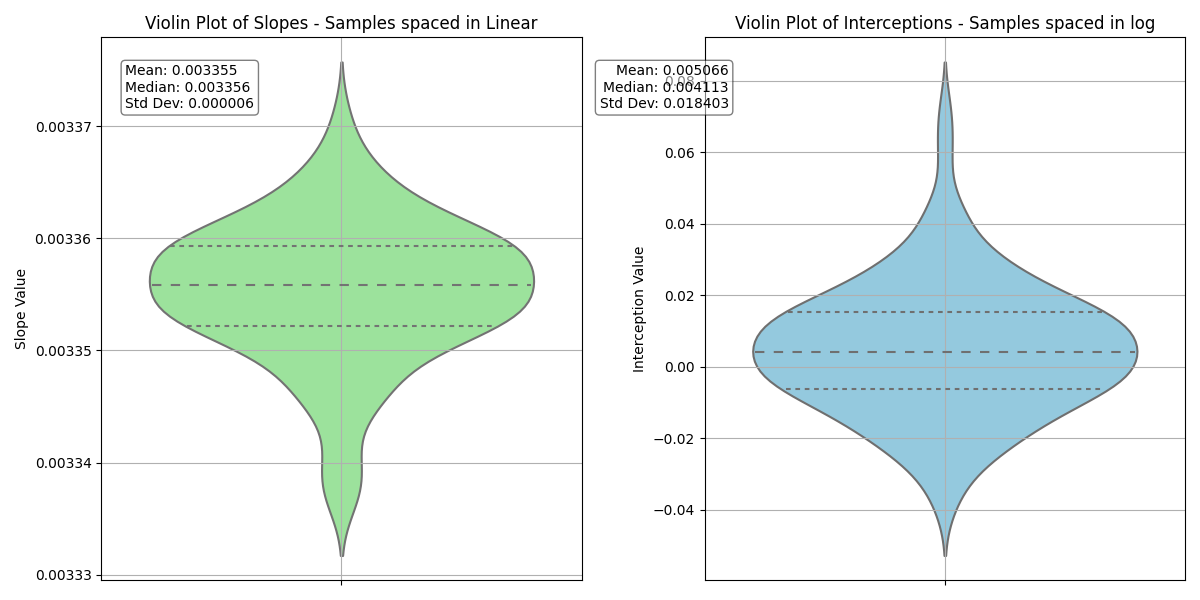 Violin Plot of Slopes - Samples spaced in Linear
Mean: 0.003355
Median: 0.003356
Std Dev: 0.000006
0.00337
0.00336
0.00335
0.00334
0.00333
Slope Value
Violin Plot of Interceptions - Samples spaced in log
Mean: 0.005066
Median: 0.004113
Std Dev: 0.018403
0.08
0.06
0.04
0.02
0.00
−0.02
−0.04
Interception Value